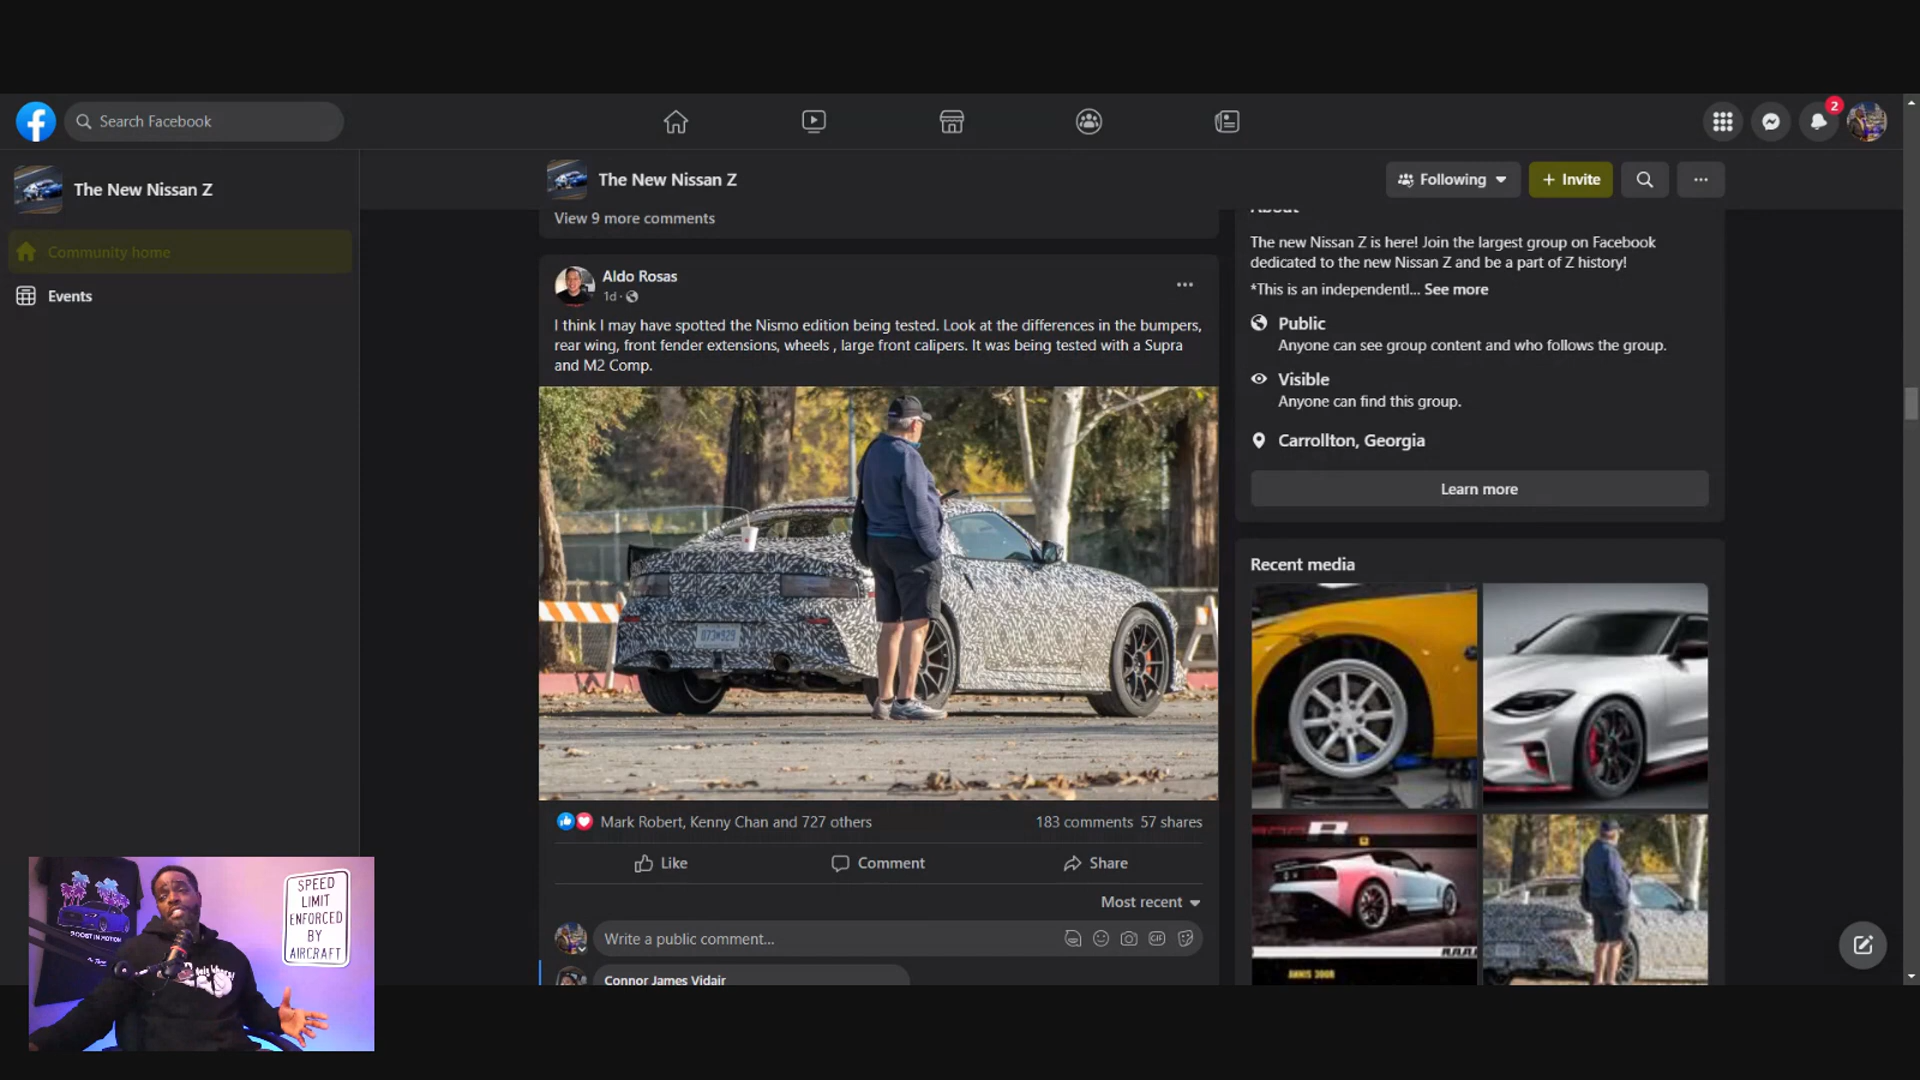 Search Facebook
2
The New Nissan Z
Community home
Events
The New Nissan Z
Following
+ Invite
View 9 more comments
Aldo Rosas
1d ·
I think I may have spotted the Nismo edition being tested. Look at the differences in the bumpers,
rear wing, front fender extensions, wheels , large front calipers. It was being tested with a Supra
and M2 Comp.
Mark Robert, Kenny Chan and 727 others
183 comments 57 shares
Like
Comment
Share
Most recent
Write a public comment...
GIF
Connor James Vidair
About
The new Nissan Z is here! Join the largest group on Facebook
dedicated to the new Nissan Z and be a part of Z history!
*This is an independentl... See more
Public
Anyone can see group content and who follows the group.
Visible
Anyone can find this group.
Carrollton, Georgia
Learn more
Recent media
BOOST IN MOTION
SPEED
LIMIT
ENFORCED
BY
AIRCRAFT